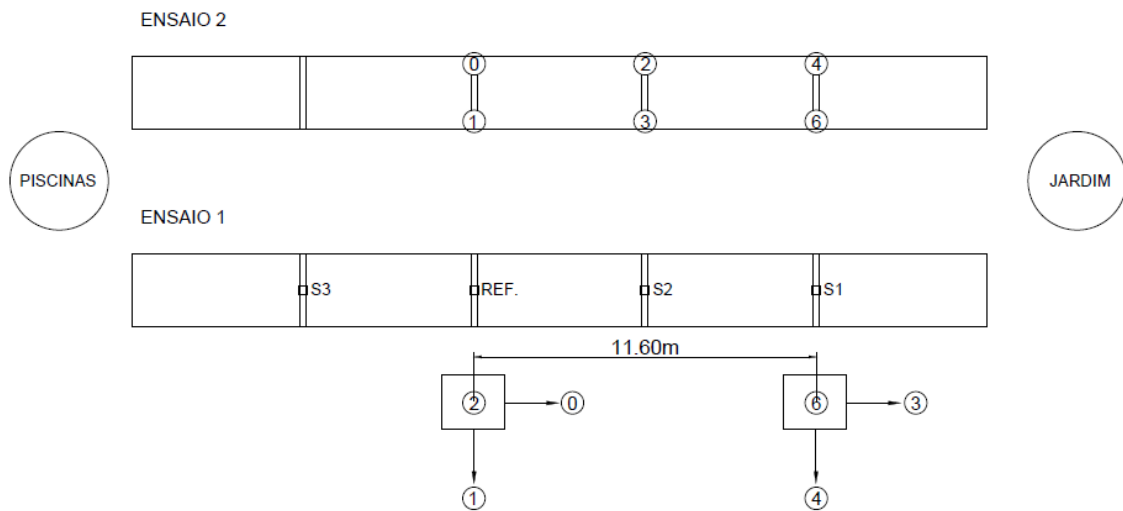 ENSAIO 2
0
2
4
1
3
6
PISCINAS
JARDIM
ENSAIO 1
S3
REF.
S2
S1
11.60m
2
0
6
3
1
4